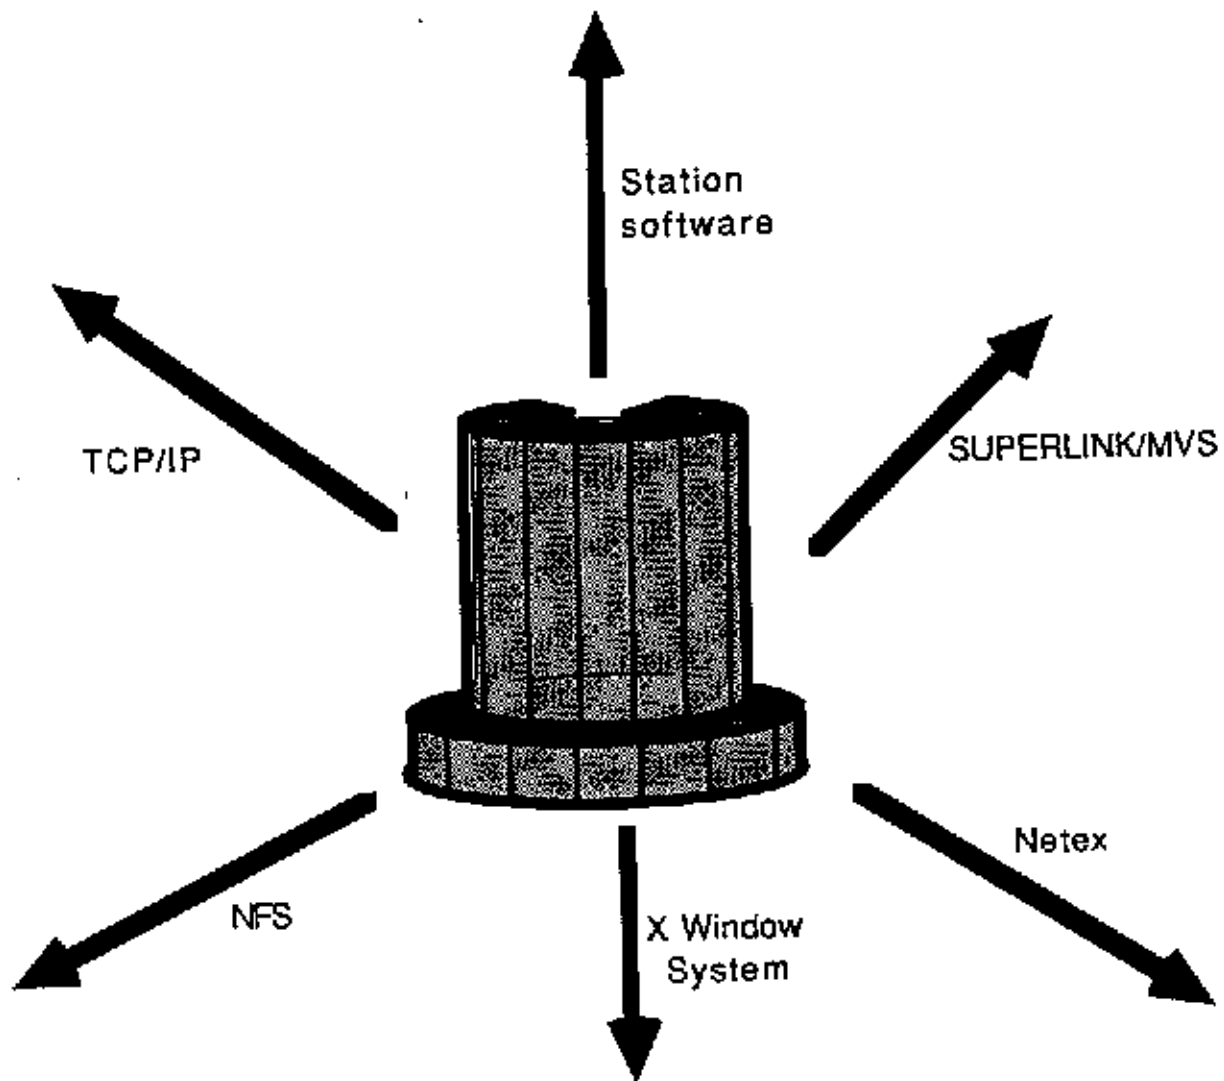 Station
software
TCP/IP
SUPERLINK/MVS
Netex
NFS
X Window
System